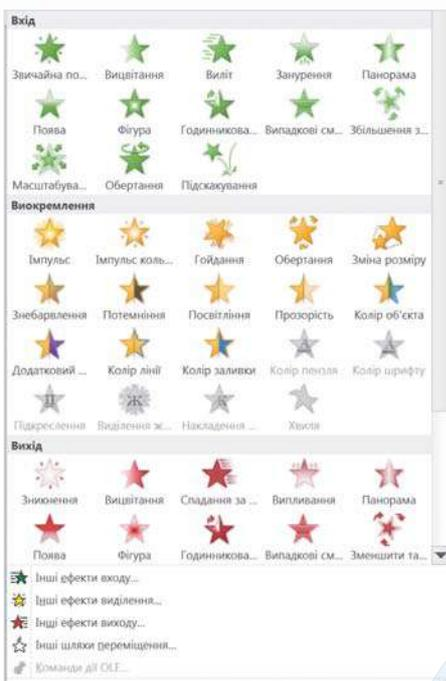 Вхід
Звичайна по... Вицвітання Виліт Занурення Панорама
Поява Фігура Годинникова... Випадкові см... Збільшення з...
Масштабува... Обертання Підскакування
Виокремлення
Імпульс Імпульс коль... Гойдання Обертання Зміна розміру
Знебарвлення Потемніння Посвітління Прозорість Колір об'єкта
Додатковий ... Колір лінії Колір заливки Колір пензля Колір шрифту
Підкреслення Виділення ж... Накладення ... Хвиля
Вихід
Зникнення Вицвітання Спадання за ... Випливання Панорама
Поява Фігура Годинникова... Випадкові см... Зменшити та...
Інші ефекти входу...
Інші ефекти виділення...
Інші ефекти виходу...
Інші шляхи переміщення...
Команди дії OLE...